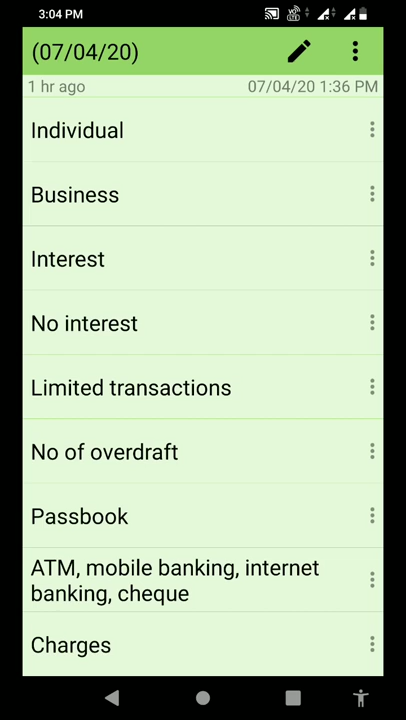 3:04 PM
(07/04/20)
1 hr ago 07/04/20 1:36 PM
Individual
Business
Interest
No interest
Limited transactions
No of overdraft
Passbook
ATM, mobile banking, internet
banking, cheque
Charges